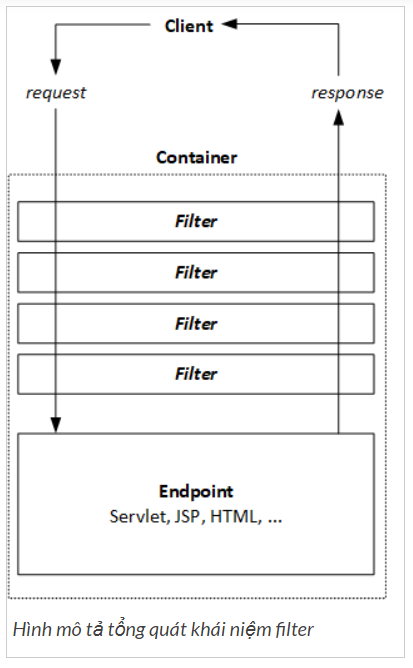 Client
request
response
Container
Filter
Filter
Filter
Filter
Endpoint
Servlet, JSP, HTML, ...
Hình mô tả tổng quát khái niệm filter